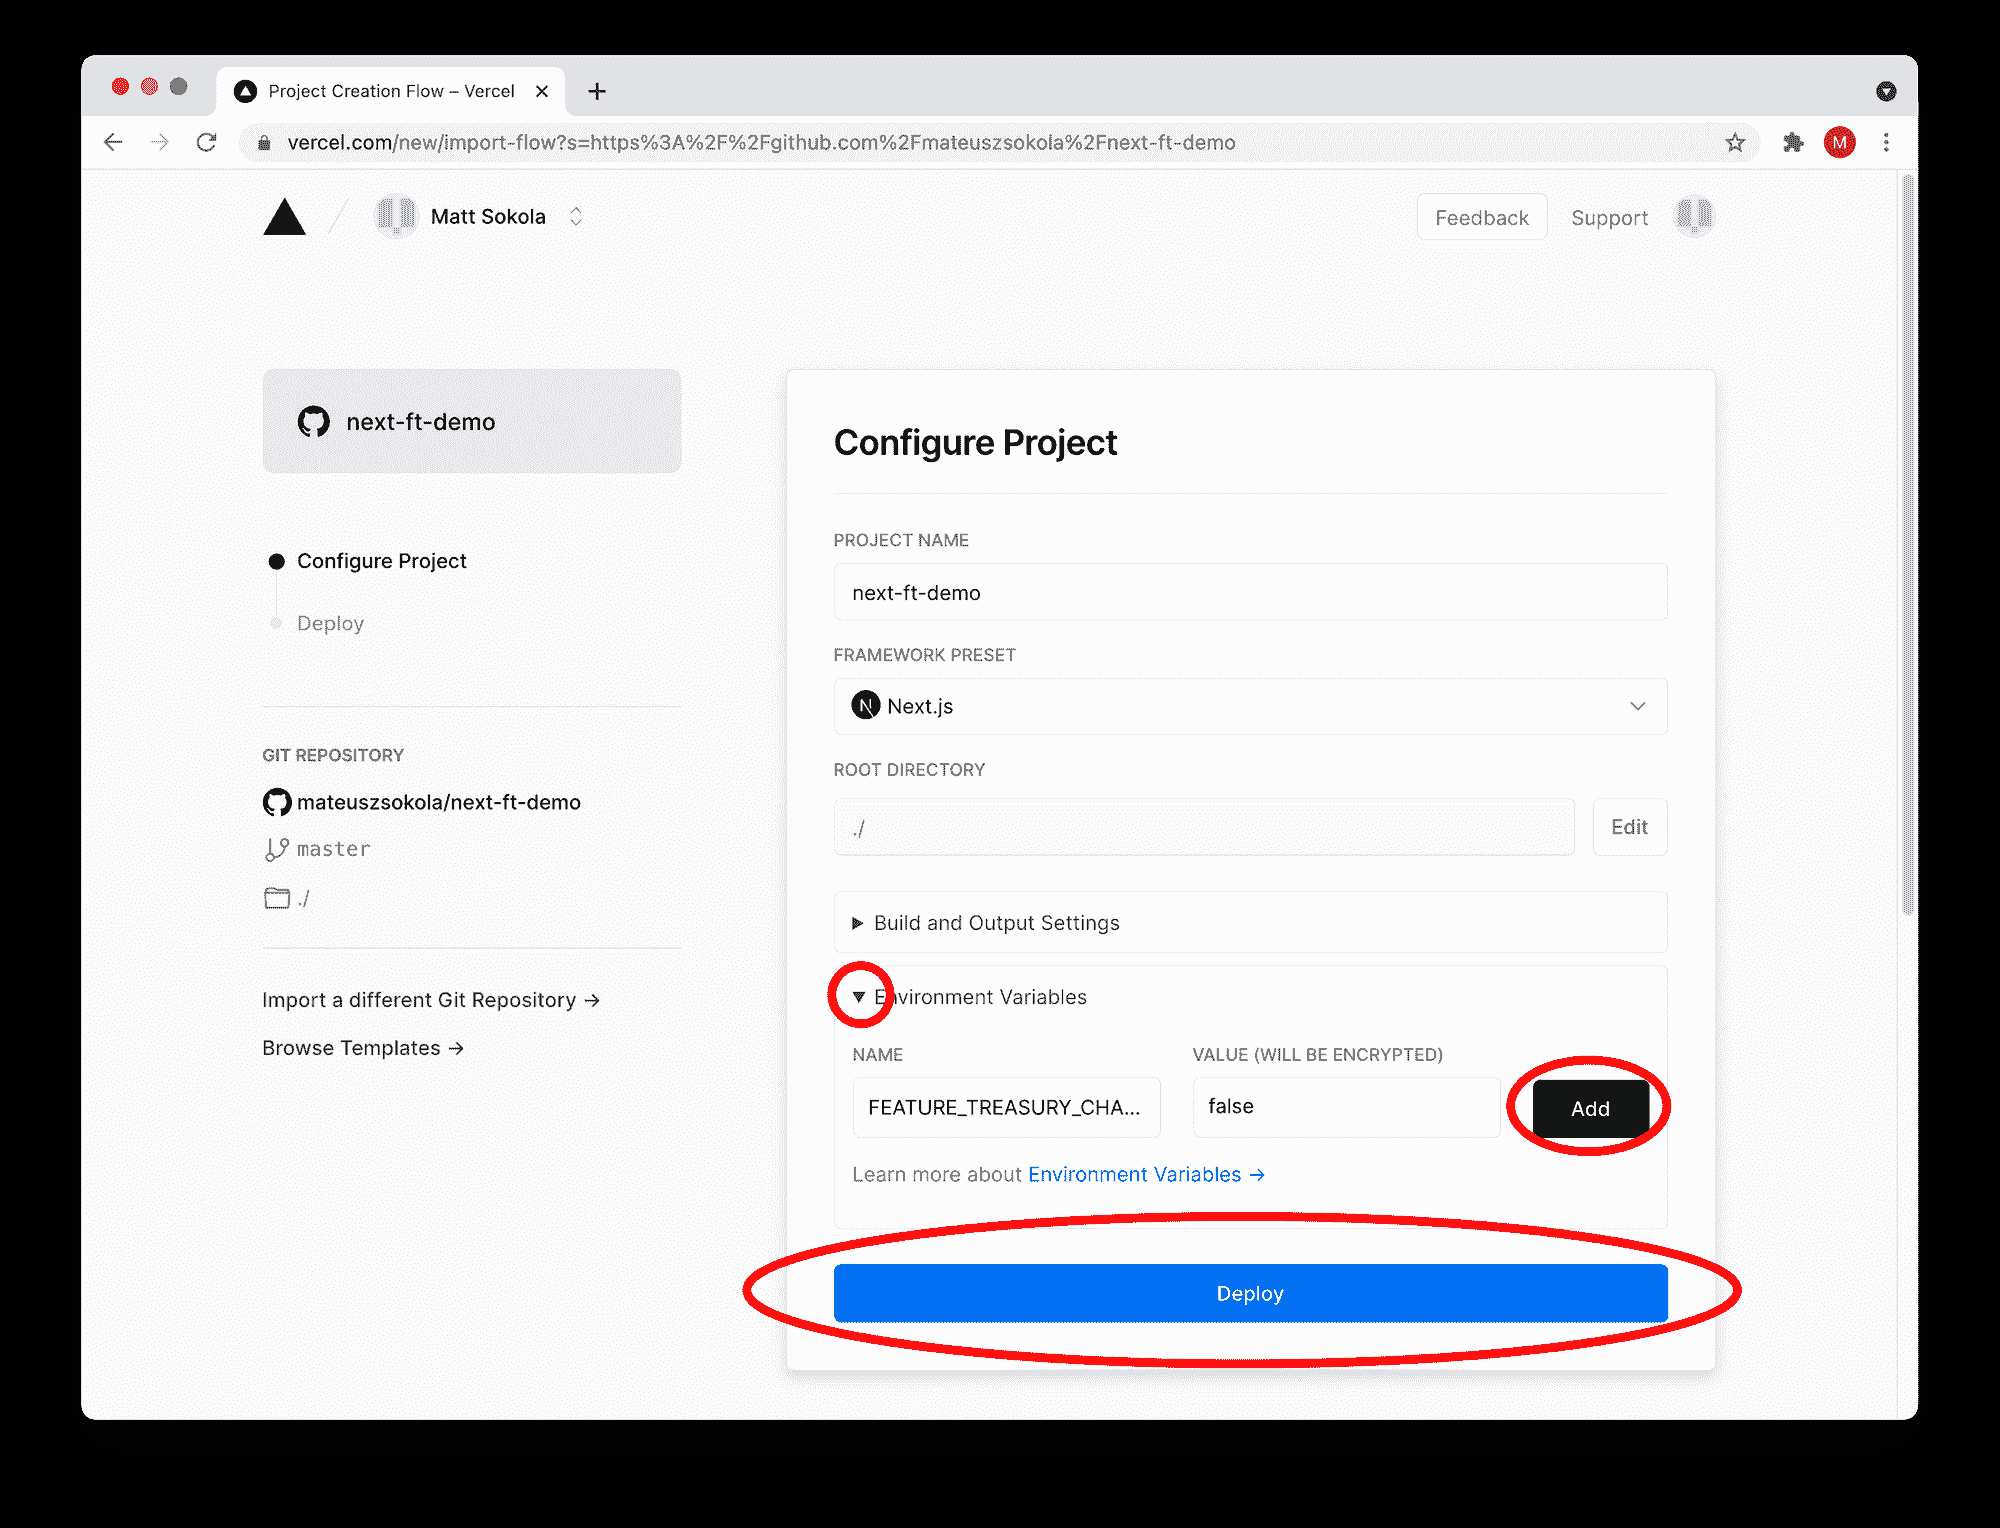 Project Creation Flow – Vercel
vercel.com/new/import-flow?s=https%3A%2F%2Fgithub.com%2Fmateuszsokola%2Fnext-ft-demo
M
Matt Sokola
Feedback
Support
next-ft-demo
Configure Project
Deploy
GIT REPOSITORY
mateuszsokola/next-ft-demo
master
./
Import a different Git Repository →
Browse Templates →
Configure Project
PROJECT NAME
next-ft-demo
FRAMEWORK PRESET
N Next.js
ROOT DIRECTORY
./
Edit
Build and Output Settings
Environment Variables
NAME
VALUE (WILL BE ENCRYPTED)
FEATURE_TREASURY_CHA...
false
Add
Learn more about Environment Variables →
Deploy